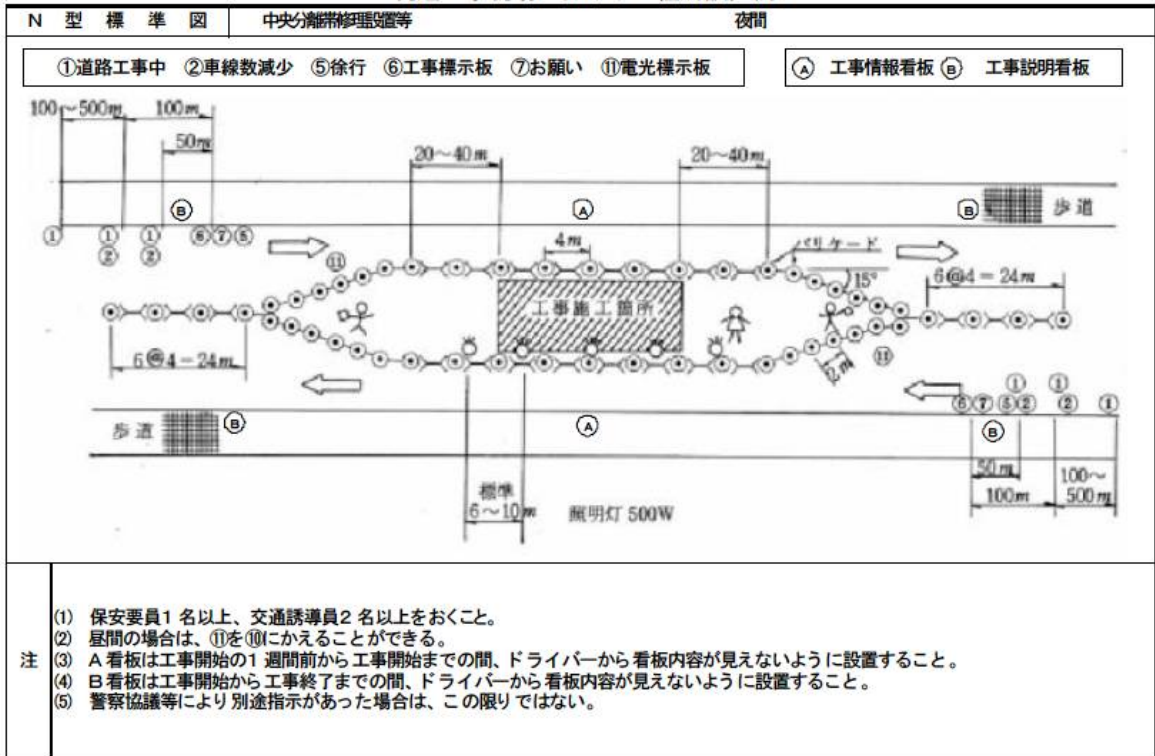 N 型 標 準 図 中央分離帯修理設置等 夜間
①道路工事中 ②車線数減少 ⑤徐行 ⑥工事標示板 ⑦お願い ⑪電光標示板
Ⓐ 工事情報看板 Ⓑ 工事説明看板
100~500m 100m
50m
20~40m 20~40m
Ⓑ Ⓐ Ⓑ 歩道
① ① ① ⑥⑦⑤
② ②
⑪ 4m バリケード
15°
6@4=24m
工事施工箇所
6@4=24m
2m ⑪
① ①
⑥⑦⑤② ② ①
歩道 Ⓑ Ⓐ Ⓑ
50m 100~
100m 500m
標準
6~10m 照明灯500W
注
(1) 保安要員1名以上、交通誘導員2名以上をおくこと。
(2) 昼間の場合は、⑪を⑩にかえることができる。
(3) A看板は工事開始の1週間前から工事開始までの間、ドライバーから看板内容が見えないように設置すること。
(4) B看板は工事開始から工事終了までの間、ドライバーから看板内容が見えないように設置すること。
(5) 警察協議等により別途指示があった場合は、この限りではない。